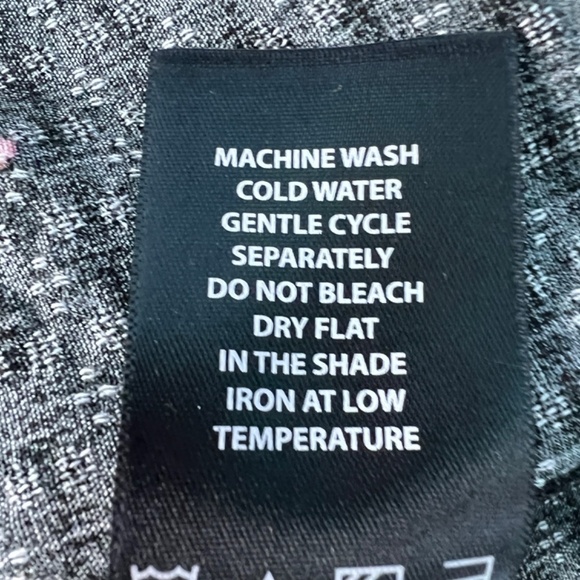 MACHINE WASH
COLD WATER
GENTLE CYCLE
SEPARATELY
DO NOT BLEACH
DRY FLAT
IN THE SHADE
IRON AT LOW
TEMPERATURE